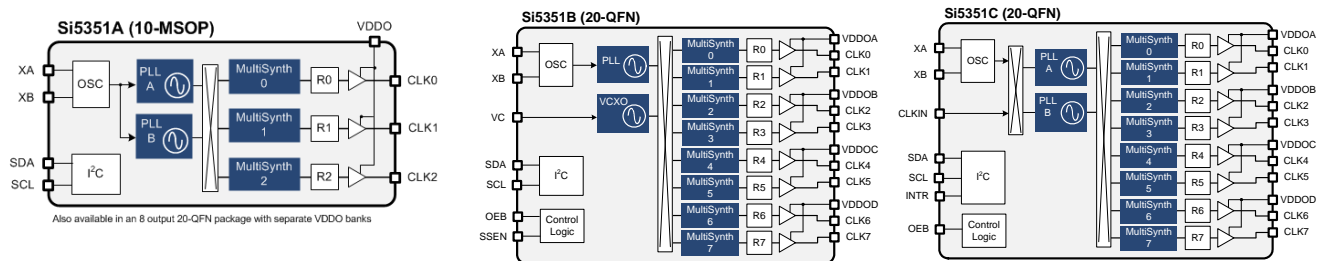 Si5351A (10-MSOP)
VDDO
XA
XB
OSC
PLL
A
PLL
B
MultiSynth
0
MultiSynth
1
MultiSynth
2
R0
R1
R2
CLK0
CLK1
CLK2
SDA
SCL
I²C
Also available in an 8 output 20-QFN package with separate VDDO banks
Si5351B (20-QFN)
XA
XB
OSC
PLL
VC
VCXO
SDA
SCL
I²C
OEB
SSEN
Control
Logic
MultiSynth
0
MultiSynth
1
MultiSynth
2
MultiSynth
3
MultiSynth
4
MultiSynth
5
MultiSynth
6
MultiSynth
7
R0
R1
R2
R3
R4
R5
R6
R7
VDDOA
CLK0
CLK1
VDDOB
CLK2
CLK3
VDDOC
CLK4
CLK5
VDDOD
CLK6
CLK7
Si5351C (20-QFN)
XA
XB
OSC
CLKIN
PLL
A
PLL
B
SDA
SCL
INTR
I²C
OEB
Control
Logic
MultiSynth
0
MultiSynth
1
MultiSynth
2
MultiSynth
3
MultiSynth
4
MultiSynth
5
MultiSynth
6
MultiSynth
7
R0
R1
R2
R3
R4
R5
R6
R7
VDDOA
CLK0
CLK1
VDDOB
CLK2
CLK3
VDDOC
CLK4
CLK5
VDDOD
CLK6
CLK7